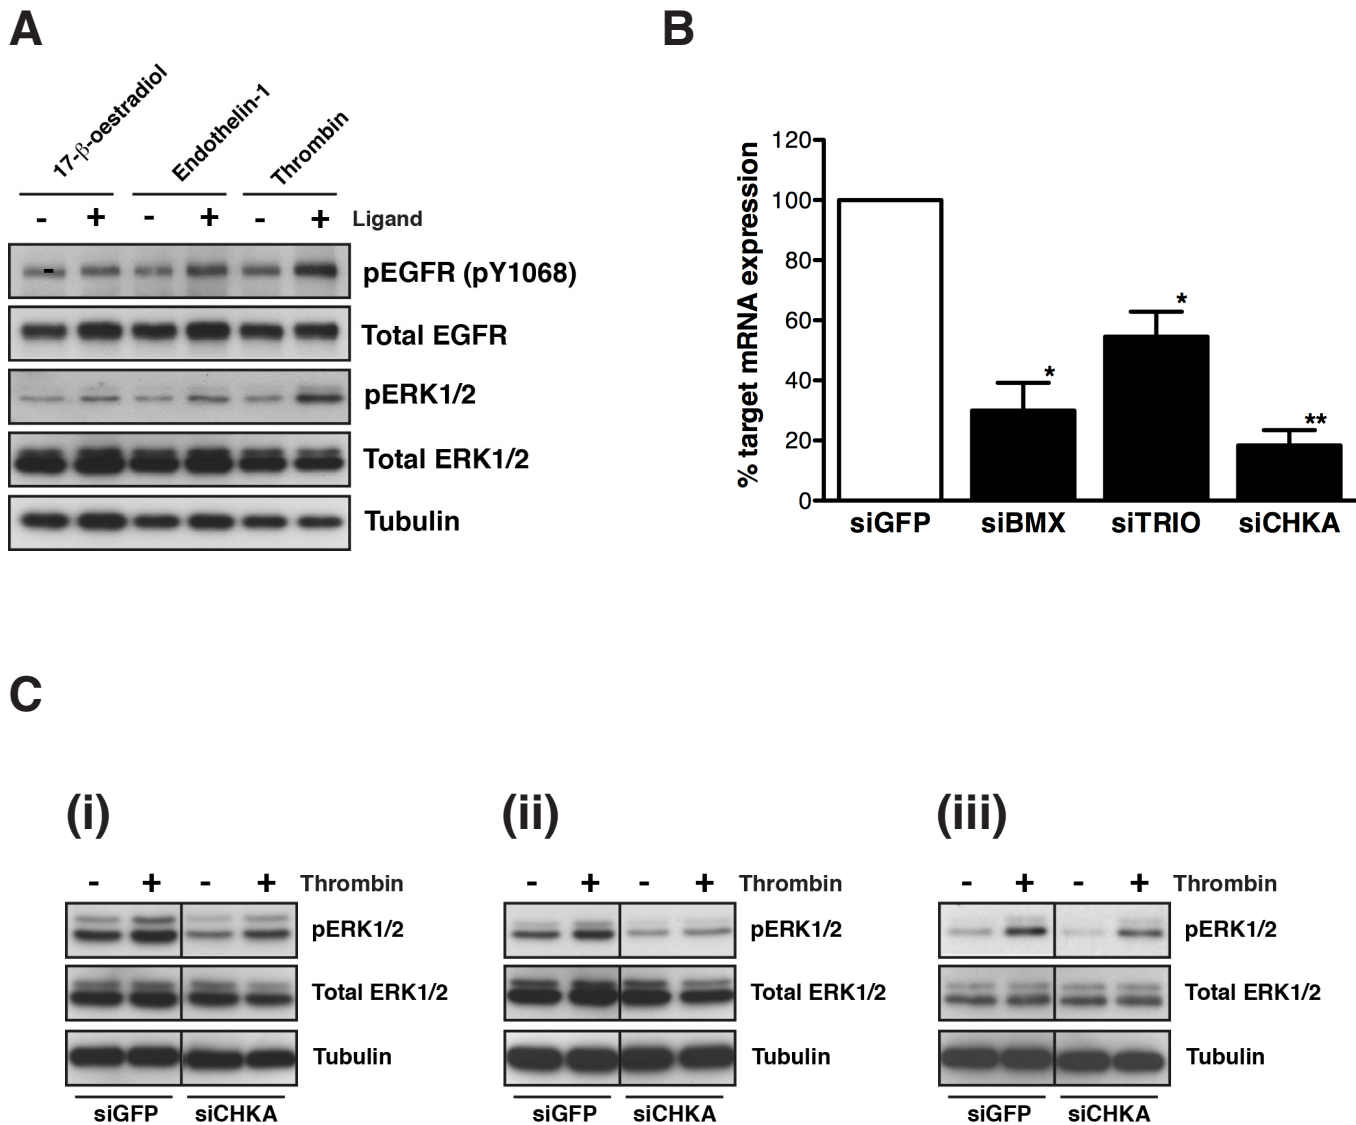 A
17-β-oestradiol
Endothelin-1
Thrombin
- + - + - + Ligand
pEGFR (pY1068)
Total EGFR
pERK1/2
Total ERK1/2
Tubulin
B
% target mRNA expression
120
100
80
60
40
20
0
*
*
**
siGFP siBMX siTRIO siCHKA
C
(i)
- + - + Thrombin
pERK1/2
Total ERK1/2
Tubulin
siGFP siCHKA
(ii)
- + - + Thrombin
pERK1/2
Total ERK1/2
Tubulin
siGFP siCHKA
(iii)
- + - + Thrombin
pERK1/2
Total ERK1/2
Tubulin
siGFP siCHKA